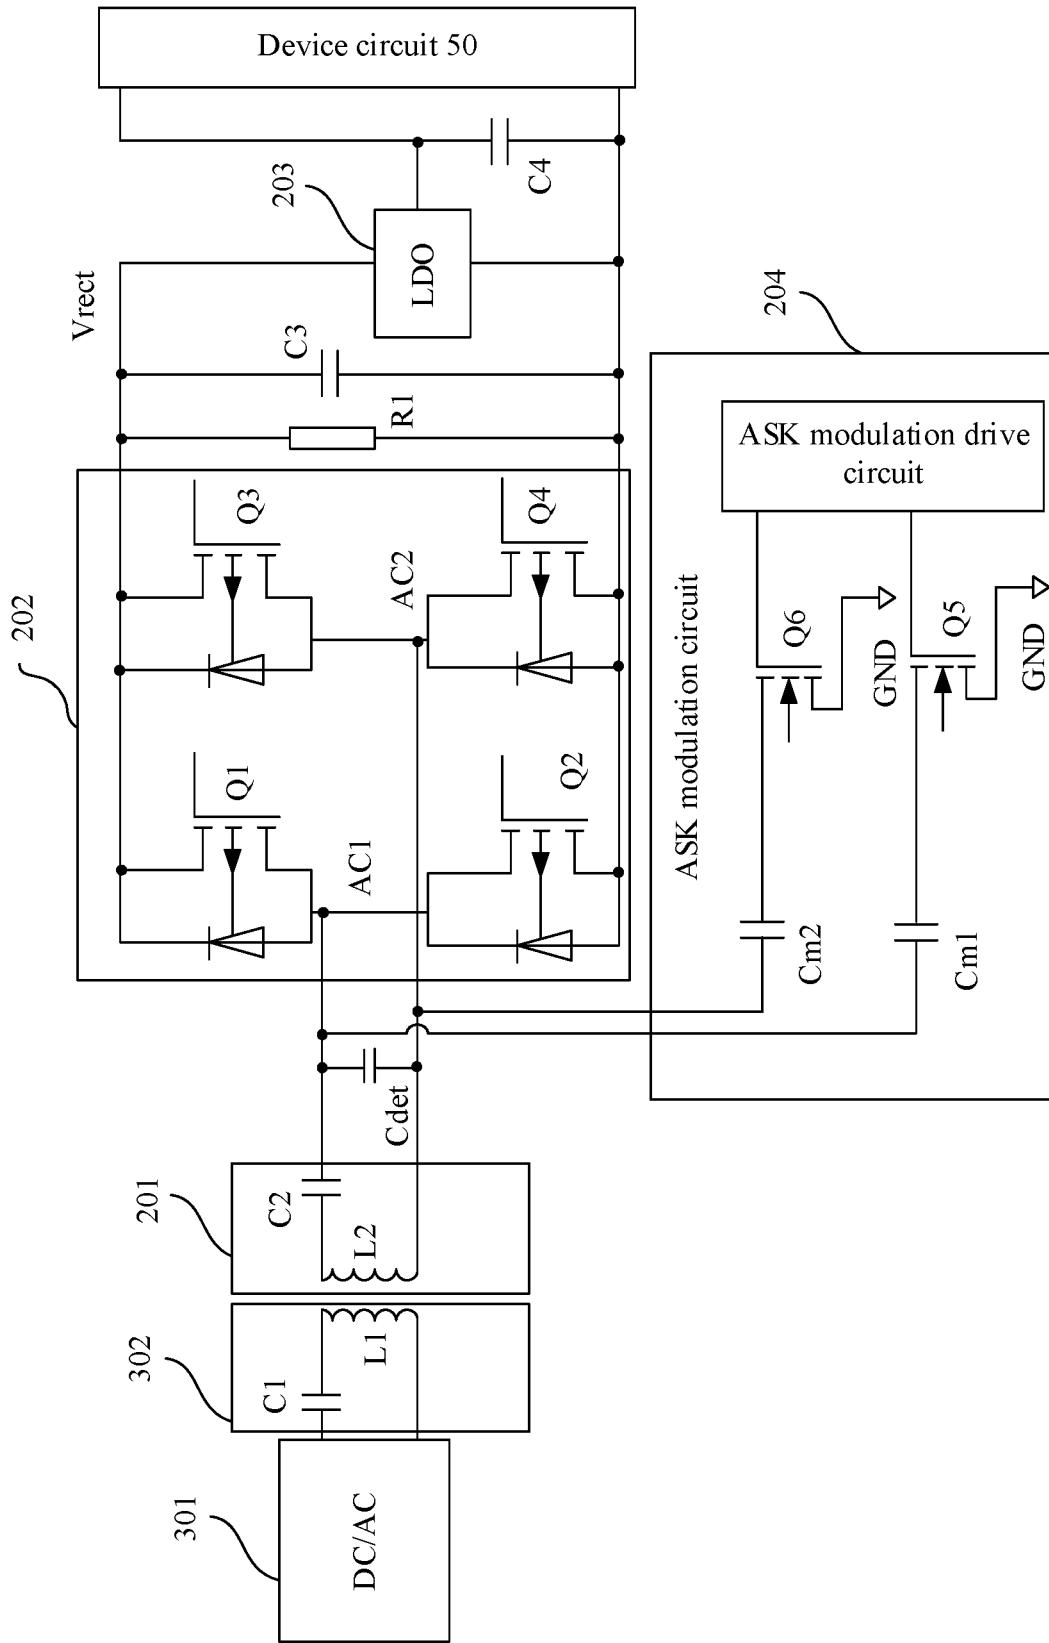 Device circuit 50
203
LDO
C4
Vrect
C3
R1
204
ASK modulation drive
circuit
202
Q3
Q4
AC2
Q1
Q2
AC1
ASK modulation circuit
Q6
GND
Q5
GND
Cm2
Cm1
Cdet
201
C2
L2
302
C1
L1
301
DC/AC